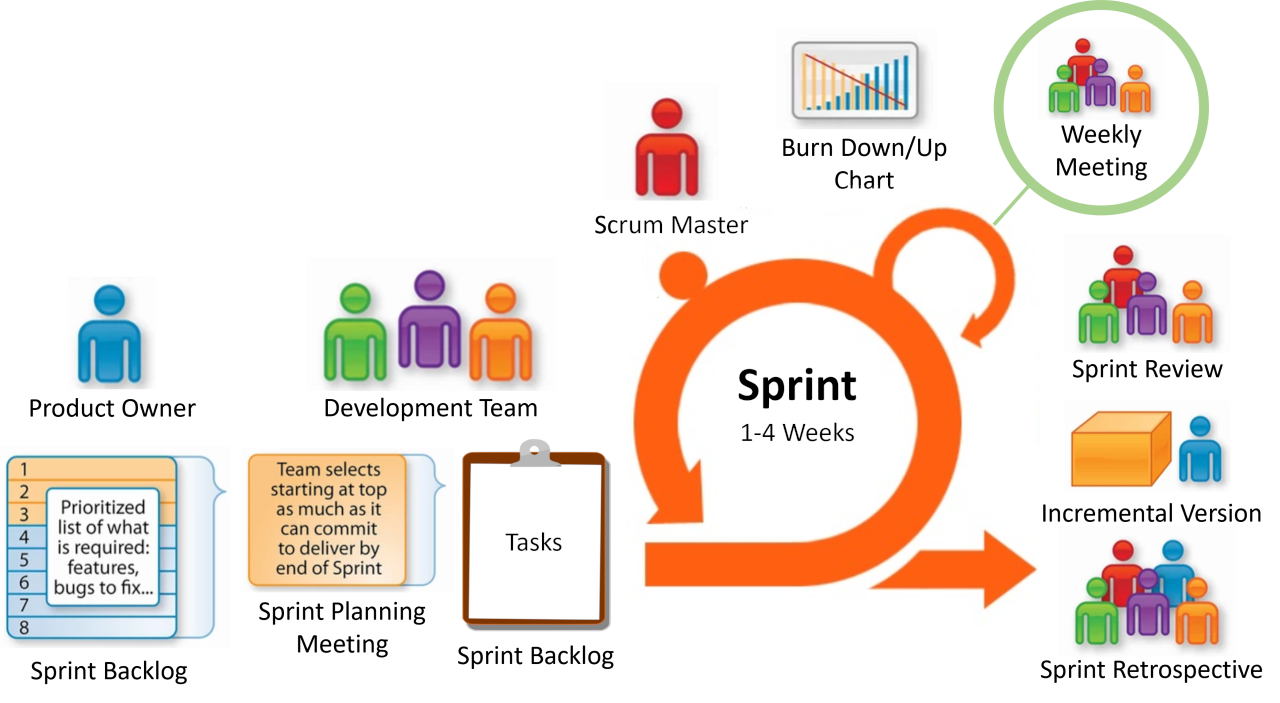 Weekly
Meeting
Burn Down/Up
Chart
Scrum Master
Product Owner
Development Team
Sprint
1-4 Weeks
Sprint Review
1
2
3
4
5
6
7
8
Prioritized
list of what
is required:
features,
bugs to fix...
Sprint Backlog
Team selects
starting at top
as much as it
can commit
to deliver by
end of Sprint
Sprint Planning
Meeting
Tasks
Sprint Backlog
Incremental Version
Sprint Retrospective